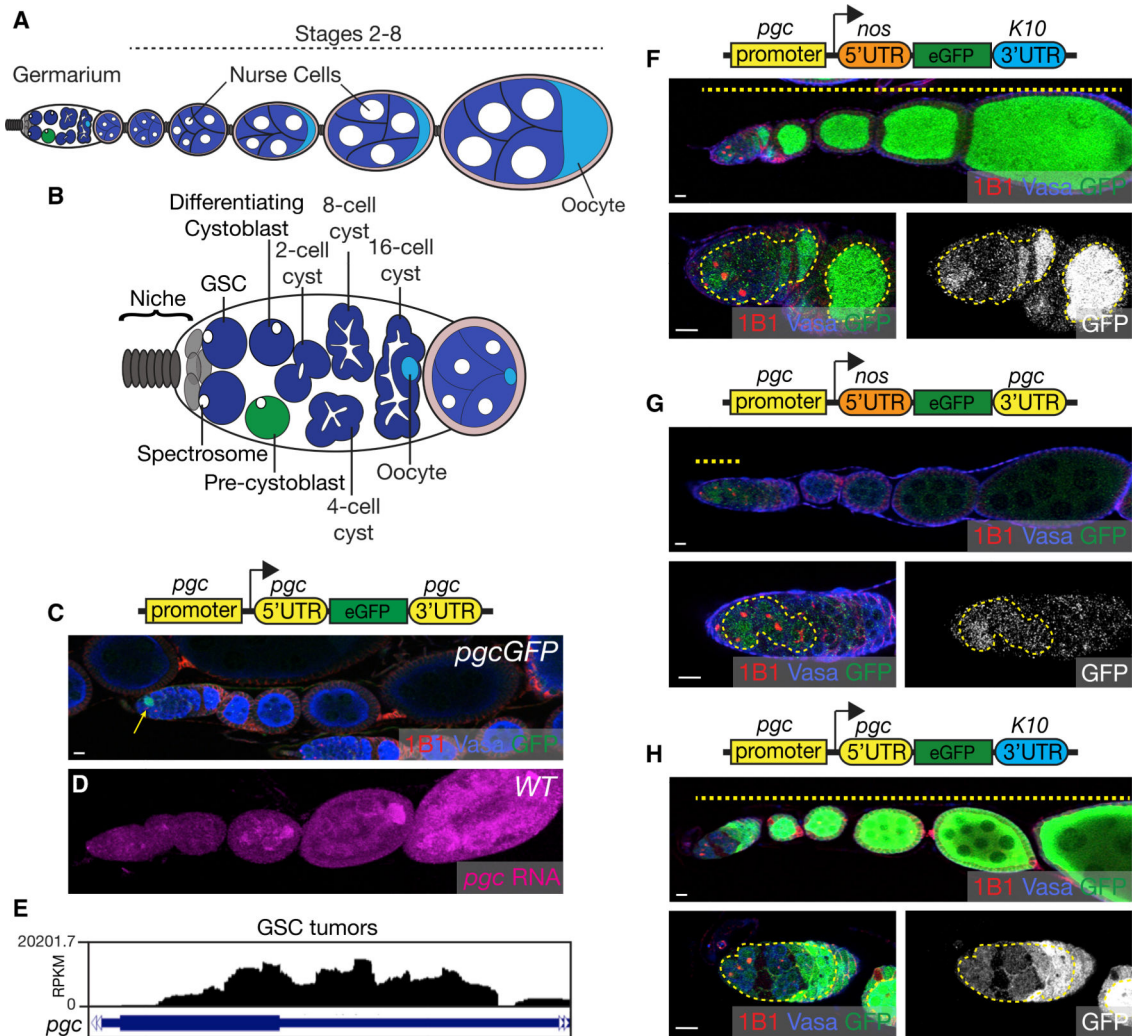 A
Stages 2-8
Germarium
Nurse Cells
Oocyte
B
Differentiating
Cystoblast
8-cell
cyst
2-cell
cyst
16-cell
cyst
GSC
Niche
Spectrosome
Pre-cystoblast
4-cell
cyst
Oocyte
C
pgc pgc pgc
promoter 5'UTR eGFP 3'UTR
pgcGFP
1B1 Vasa GFP
D
WT
pgc RNA
E
GSC tumors
20201.7
RPKM
0
pgc
F
pgc nos K10
promoter 5'UTR eGFP 3'UTR
1B1 Vasa GFP
1B1 Vasa GFP
GFP
G
pgc nos pgc
promoter 5'UTR eGFP 3'UTR
1B1 Vasa GFP
1B1 Vasa GFP
GFP
H
pgc pgc K10
promoter 5'UTR eGFP 3'UTR
1B1 Vasa GFP
1B1 Vasa GFP
GFP